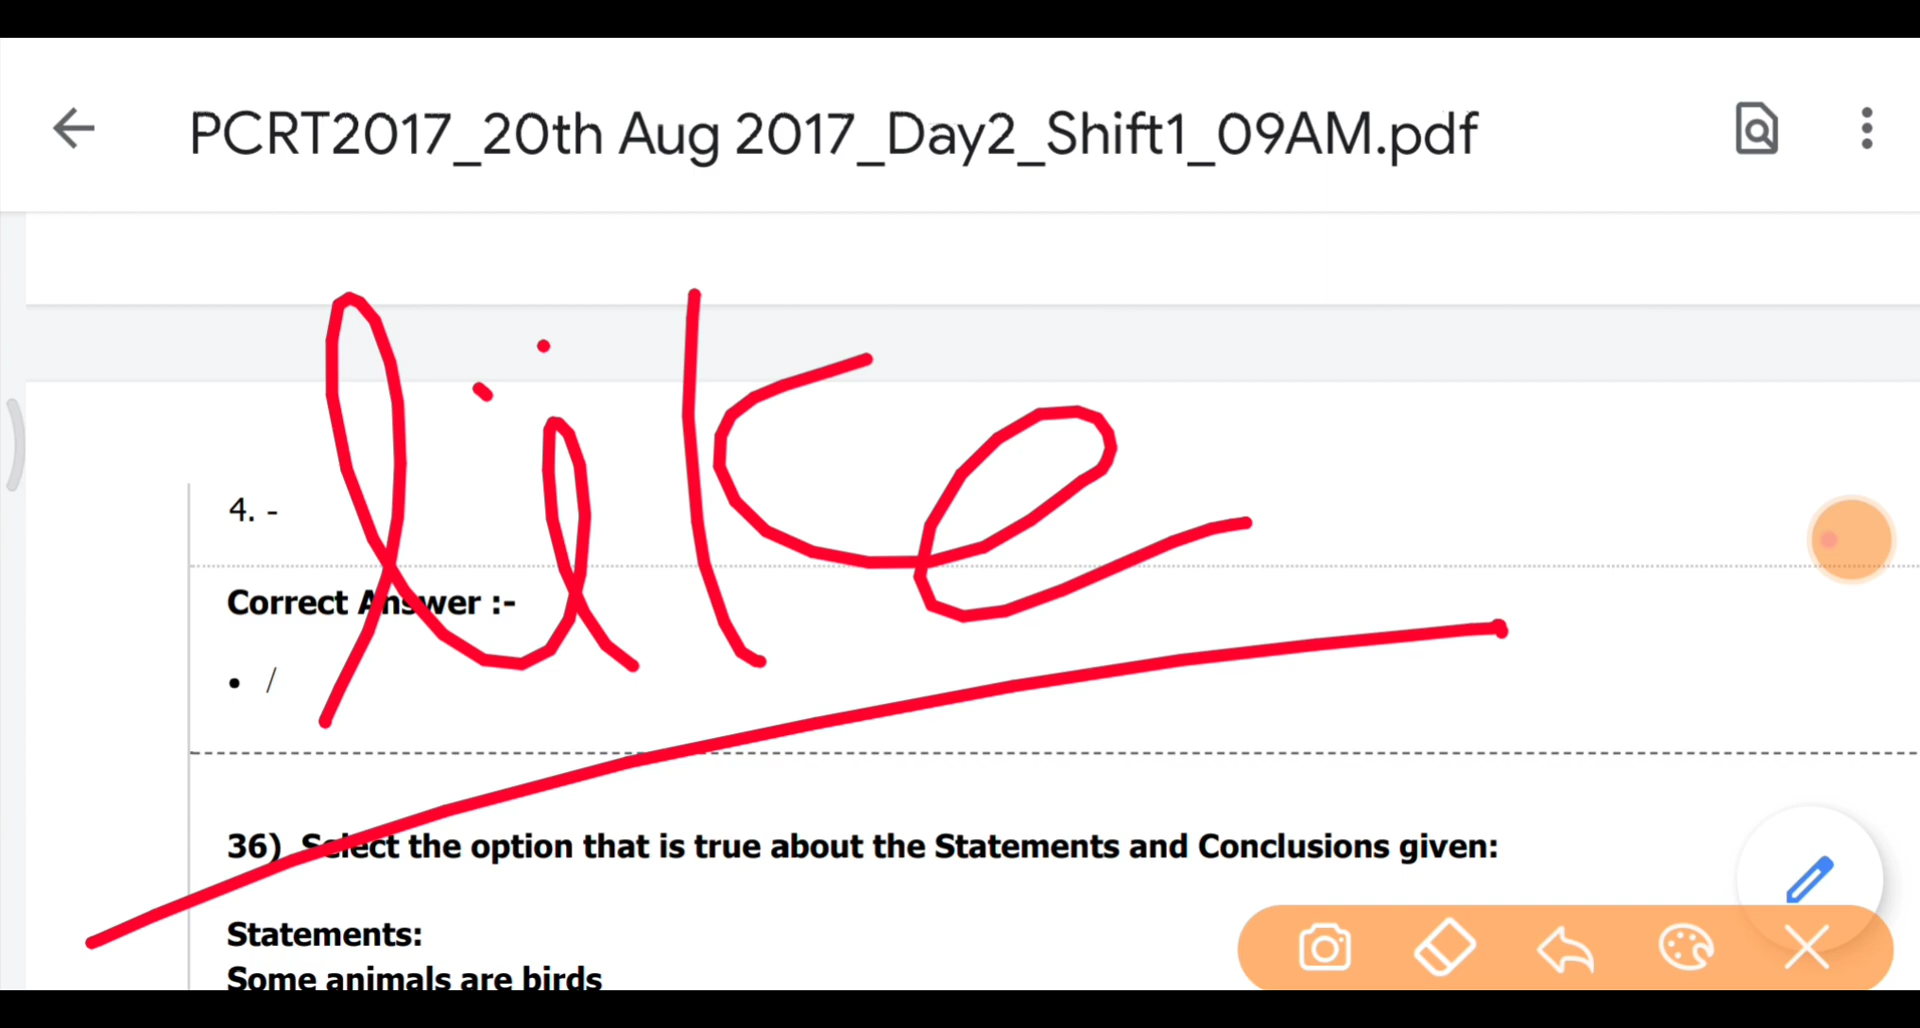 PCRT2017_20th Aug 2017_Day2_Shift1_09AM.pdf
like
4. -
Correct Answer :-
• /
36) Select the option that is true about the Statements and Conclusions given:
Statements:
Some animals are birds